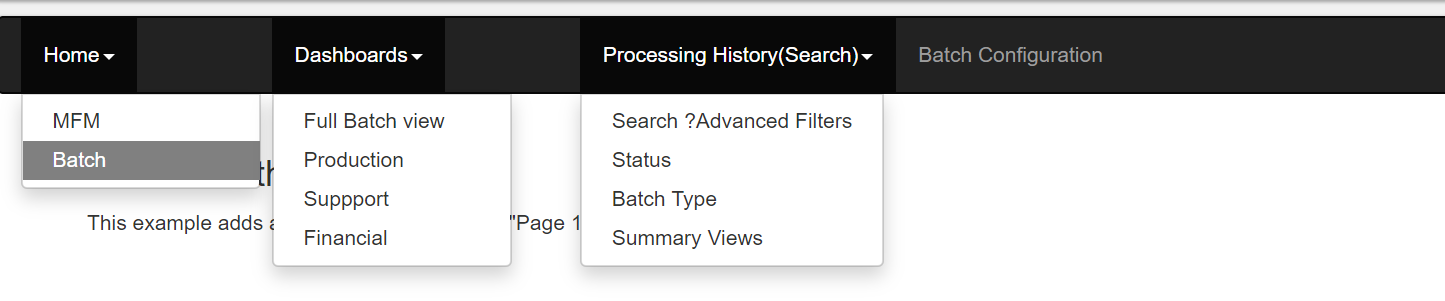 Home Dashboards Processing History(Search) Batch Configuration
MFM
Batch
Full Batch view
Production
Suppport
Financial
Search ?Advanced Filters
Status
Batch Type
Summary Views
th
This example adds a "Page 1